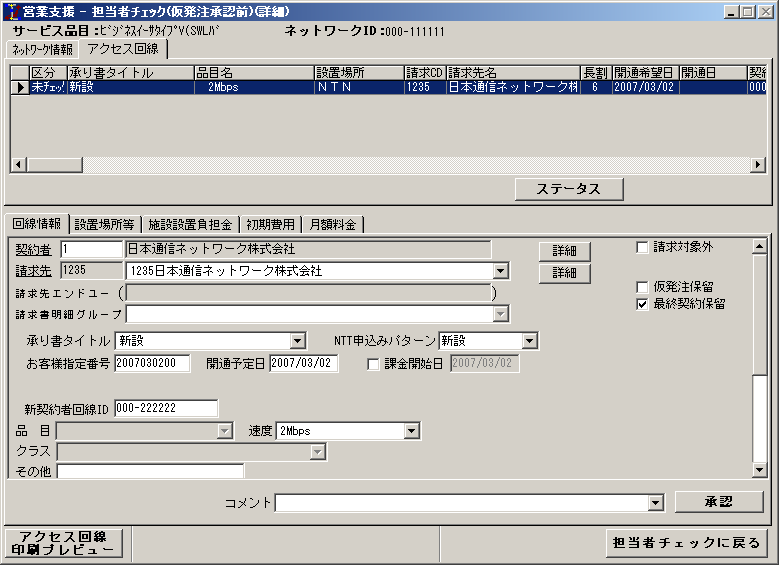 営業支援 - 担当者チェック(仮発注承認前)(詳細)
サービス品目:ﾋﾞｼﾞﾈｽｲｰｻﾀｲﾌﾟV(SWLﾊﾞ ネットワークID:000-111111
ﾈｯﾄﾜｰｸ情報 アクセス回線
区分 承り書タイトル 品目名 設置場所 請求CD 請求先名 長割 開通希望日 開通日 契約
未ﾁｪｯ 新設 2Mbps ＮＴＮ 1235 日本通信ネットワーク株 6 2007/03/02 000
ステータス
回線情報 設置場所等 施設設置負担金 初期費用 月額料金
契約者 1 日本通信ネットワーク株式会社 詳細 請求対象外
請求先 1235 1235日本通信ネットワーク株式会社 詳細
請求先エンドユー ( ) 仮発注保留
請求書明細グループ 最終契約保留
承り書タイトル 新設 NTT申込みパターン 新設
お客様指定番号 2007030200 開通予定日 2007/03/02 課金開始日 2007/03/02
新契約者回線ID 000-222222
品 目 速度 2Mbps
クラス
その他
コメント 承認
アクセス回線
印刷プレビュー 担当者チェックに戻る